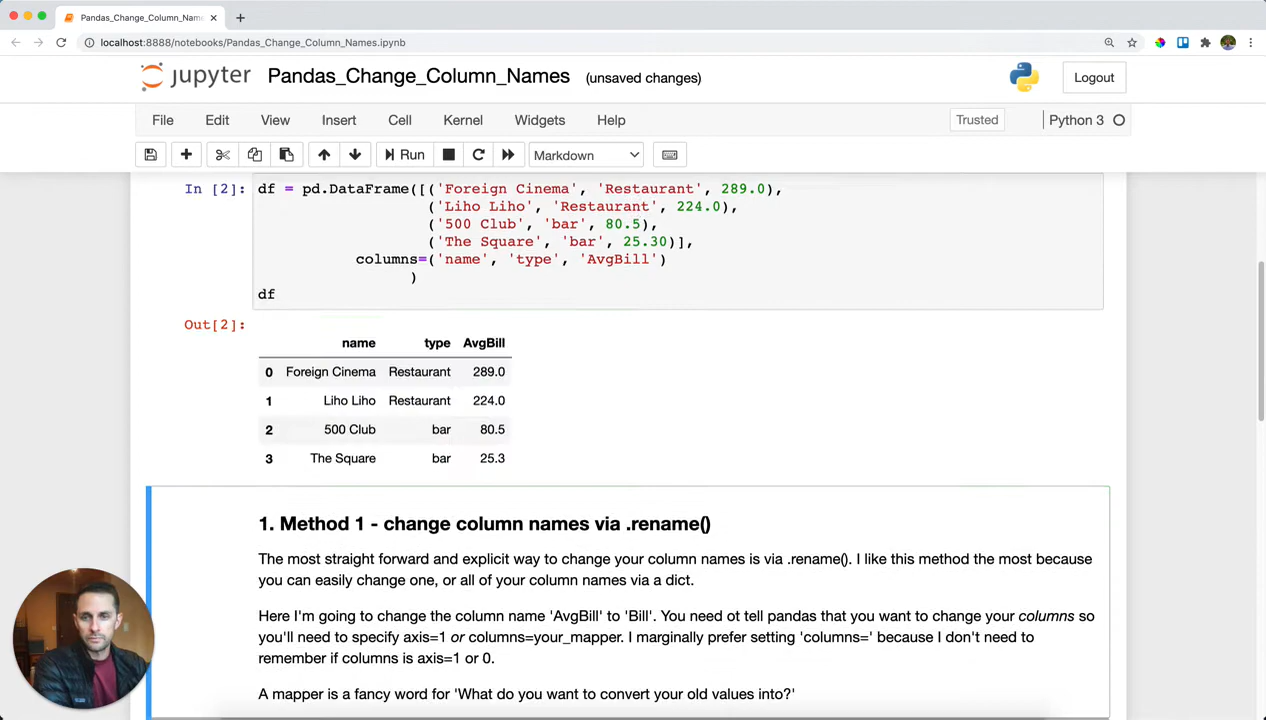 Pandas_Change_Column_Name
localhost:8888/notebooks/Pandas_Change_Column_Names.ipynb
jupyter Pandas_Change_Column_Names (unsaved changes) Logout
File Edit View Insert Cell Kernel Widgets Help Trusted Python 3
Run Markdown
In [2]: df = pd.DataFrame([('Foreign Cinema', 'Restaurant', 289.0),
('Liho Liho', 'Restaurant', 224.0),
('500 Club', 'bar', 80.5),
('The Square', 'bar', 25.30)],
columns=('name', 'type', 'AvgBill')
)
df
Out[2]:
name type AvgBill
0 Foreign Cinema Restaurant 289.0
1 Liho Liho Restaurant 224.0
2 500 Club bar 80.5
3 The Square bar 25.3
1. Method 1 - change column names via .rename()
The most straight forward and explicit way to change your column names is via .rename(). I like this method the most because
you can easily change one, or all of your column names via a dict.
Here I'm going to change the column name 'AvgBill' to 'Bill'. You need ot tell pandas that you want to change your columns so
you'll need to specify axis=1 or columns=your_mapper. I marginally prefer setting 'columns=' because I don't need to
remember if columns is axis=1 or 0.
A mapper is a fancy word for 'What do you want to convert your old values into?'